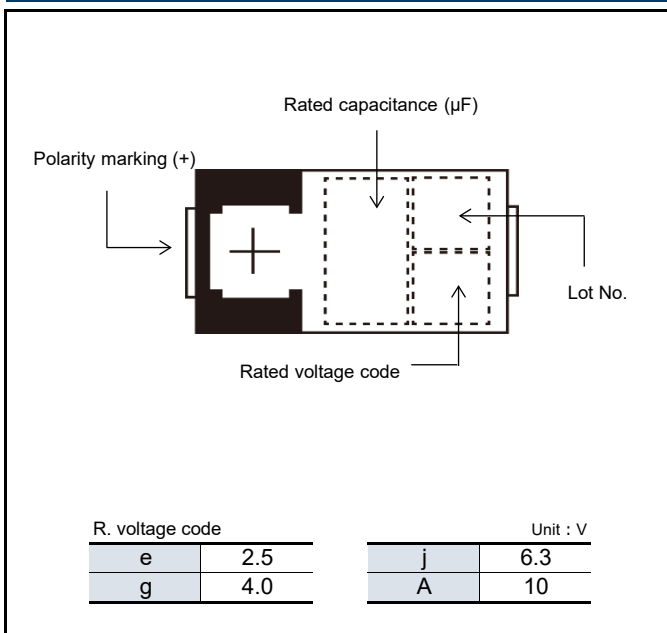 Rated capacitance (µF)
Polarity marking (+)
Lot No.
Rated voltage code
R. voltage code
Unit : V
e 2.5 j 6.3
g 4.0 A 10